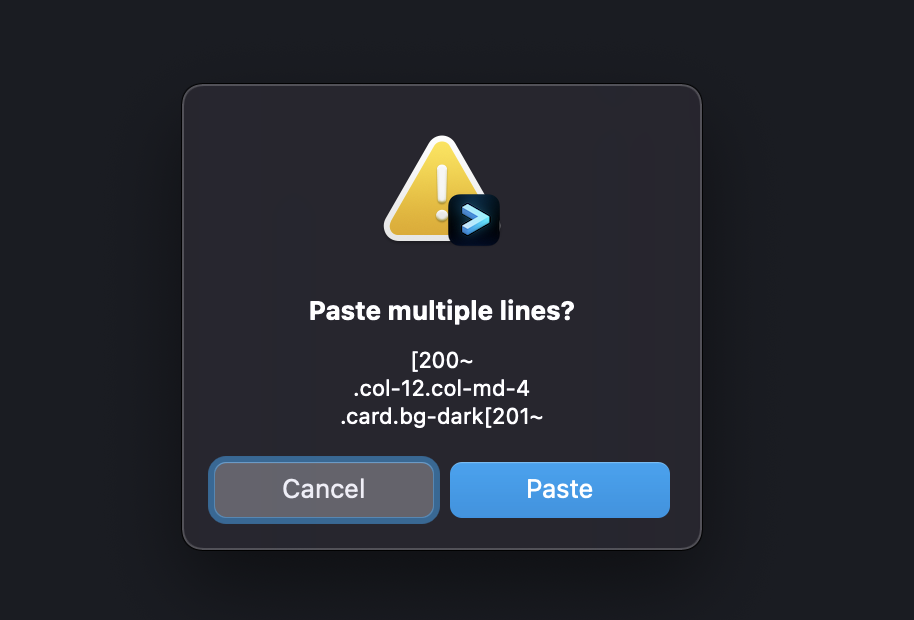 Paste multiple lines?
[200~
.col-12.col-md-4
.card.bg-dark[201~
Cancel
Paste